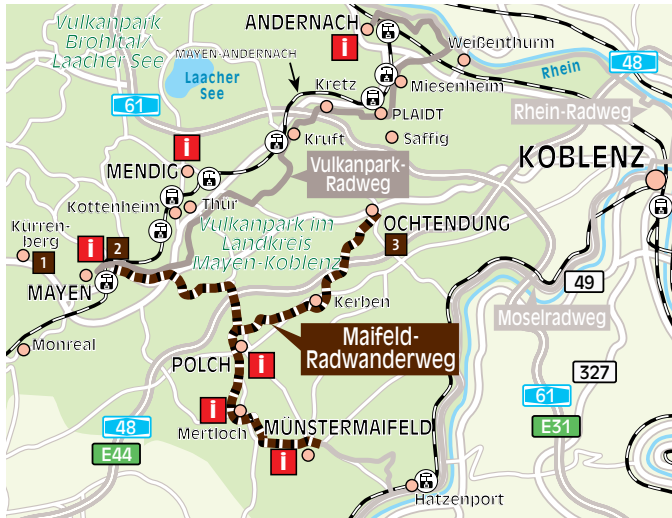 Vulkanpark
Brohltal/
Laacher See
ANDERNACH
i
Weißenthurm
MAYEN-ANDERNACH
Laacher
See
Kretz
Rhein
48
61
Miesenheim
PLAIDT
Rhein-Radweg
Kruft
Saffig
i
MENDIG
Vulkanpark-
Radweg
KOBLENZ
Kottenheim
Thür
Vulkanpark im
Landkreis
Mayen-Koblenz
OCHTENDUNG
3
Kürren-
berg
1
i
2
MAYEN
49
Kerben
Moselradweg
Monreal
Maifeld-
Radwanderweg
POLCH
i
327
61
E31
i
Mertloch
48
E44
MÜNSTERMAIFELD
i
Hatzenport